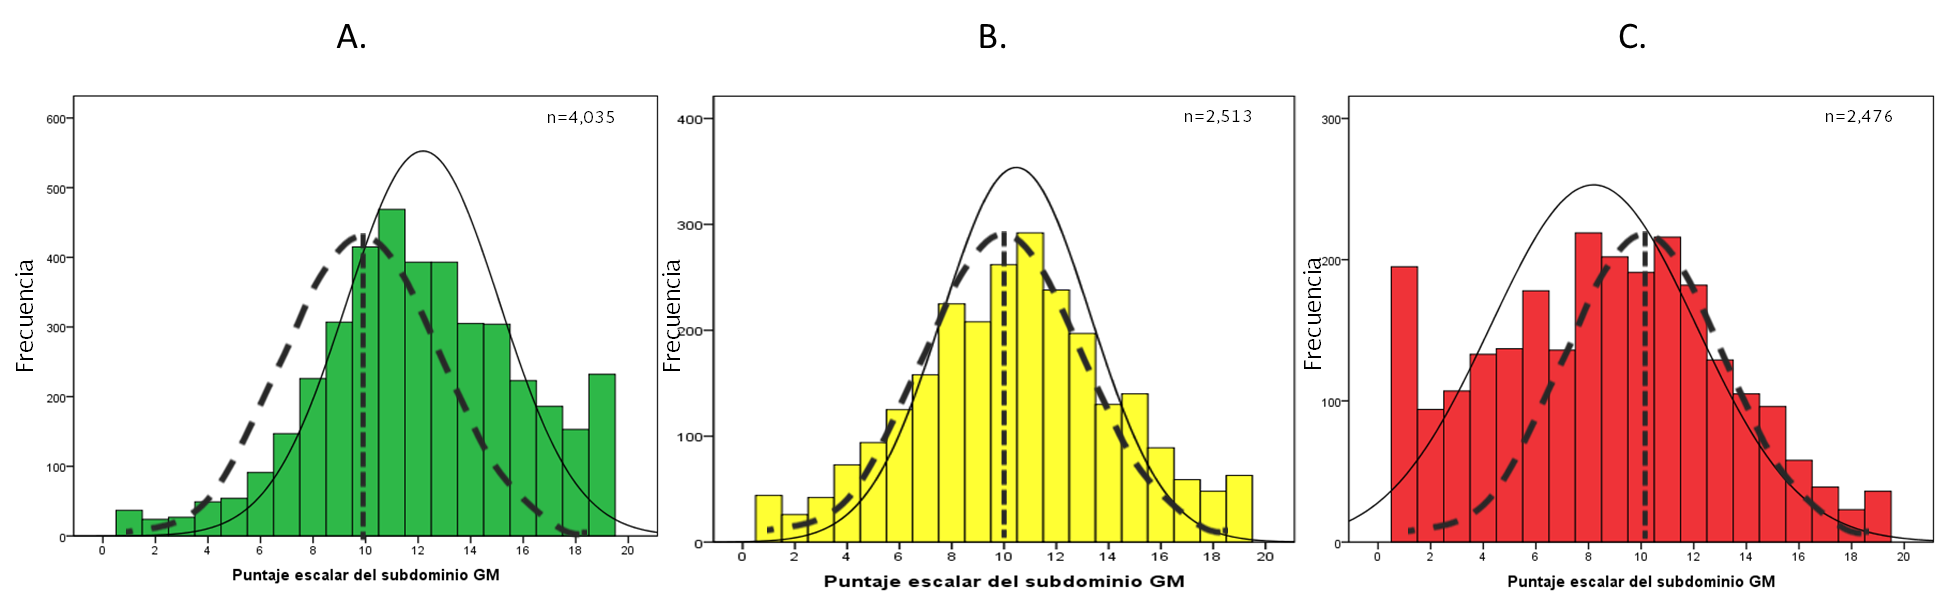 A.
B.
C.
n=4,035
600
500
400
300
200
100
0
Frecuencia
0 2 4 6 8 10 12 14 16 18 20
Puntaje escalar del subdominio GM
n=2,513
400
300
200
100
0
Frecuencia
0 2 4 6 8 10 12 14 16 18 20
Puntaje escalar del subdominio GM
n=2,476
300
200
100
0
Frecuencia
0 2 4 6 8 10 12 14 16 18 20
Puntaje escalar del subdominio GM